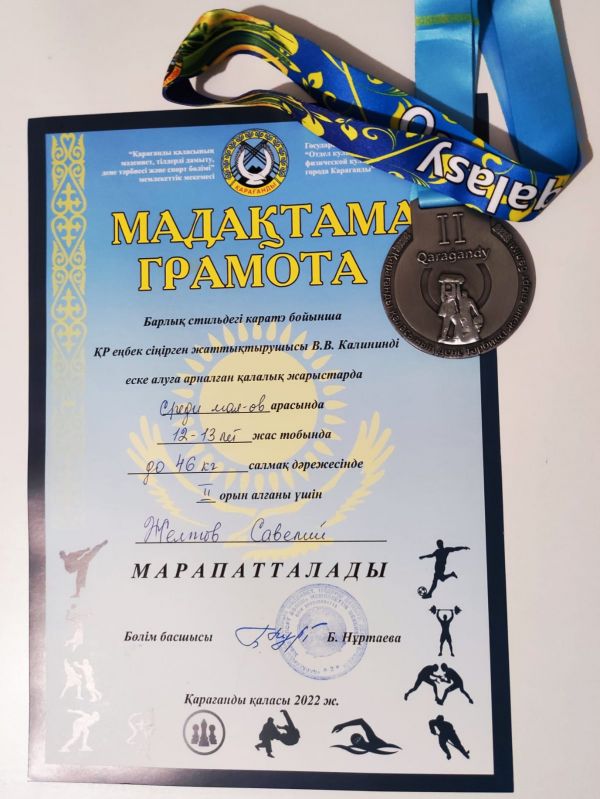 "Қарағанды қаласының
мәдениет, тілдерді дамыту,
дене тәрбиесі және спорт бөлімі"
мемлекеттік мекемесі
Государ
"Отдел кул
физической кул
города Караганды"
ҚАРАҒАНДЫ
МАДАҚТАМА
ГРАМОТА
Барлық стильдегі каратэ бойынша
ҚР еңбек сіңірген жаттықтырушысы В.В. Калининді
еске алуға арналған қалалық жарыстарда
Среди мал-ов арасында
12-13 лет жас тобында
до 46 кг салмақ дәрежесінде
II орын алғаны үшін
Желтов Савелий
МАРАПАТТАЛАДЫ
Бөлім басшысы Б. Нұртаева
Қарағанды қаласы 2022 ж.
qalasy
II
Qaragandy